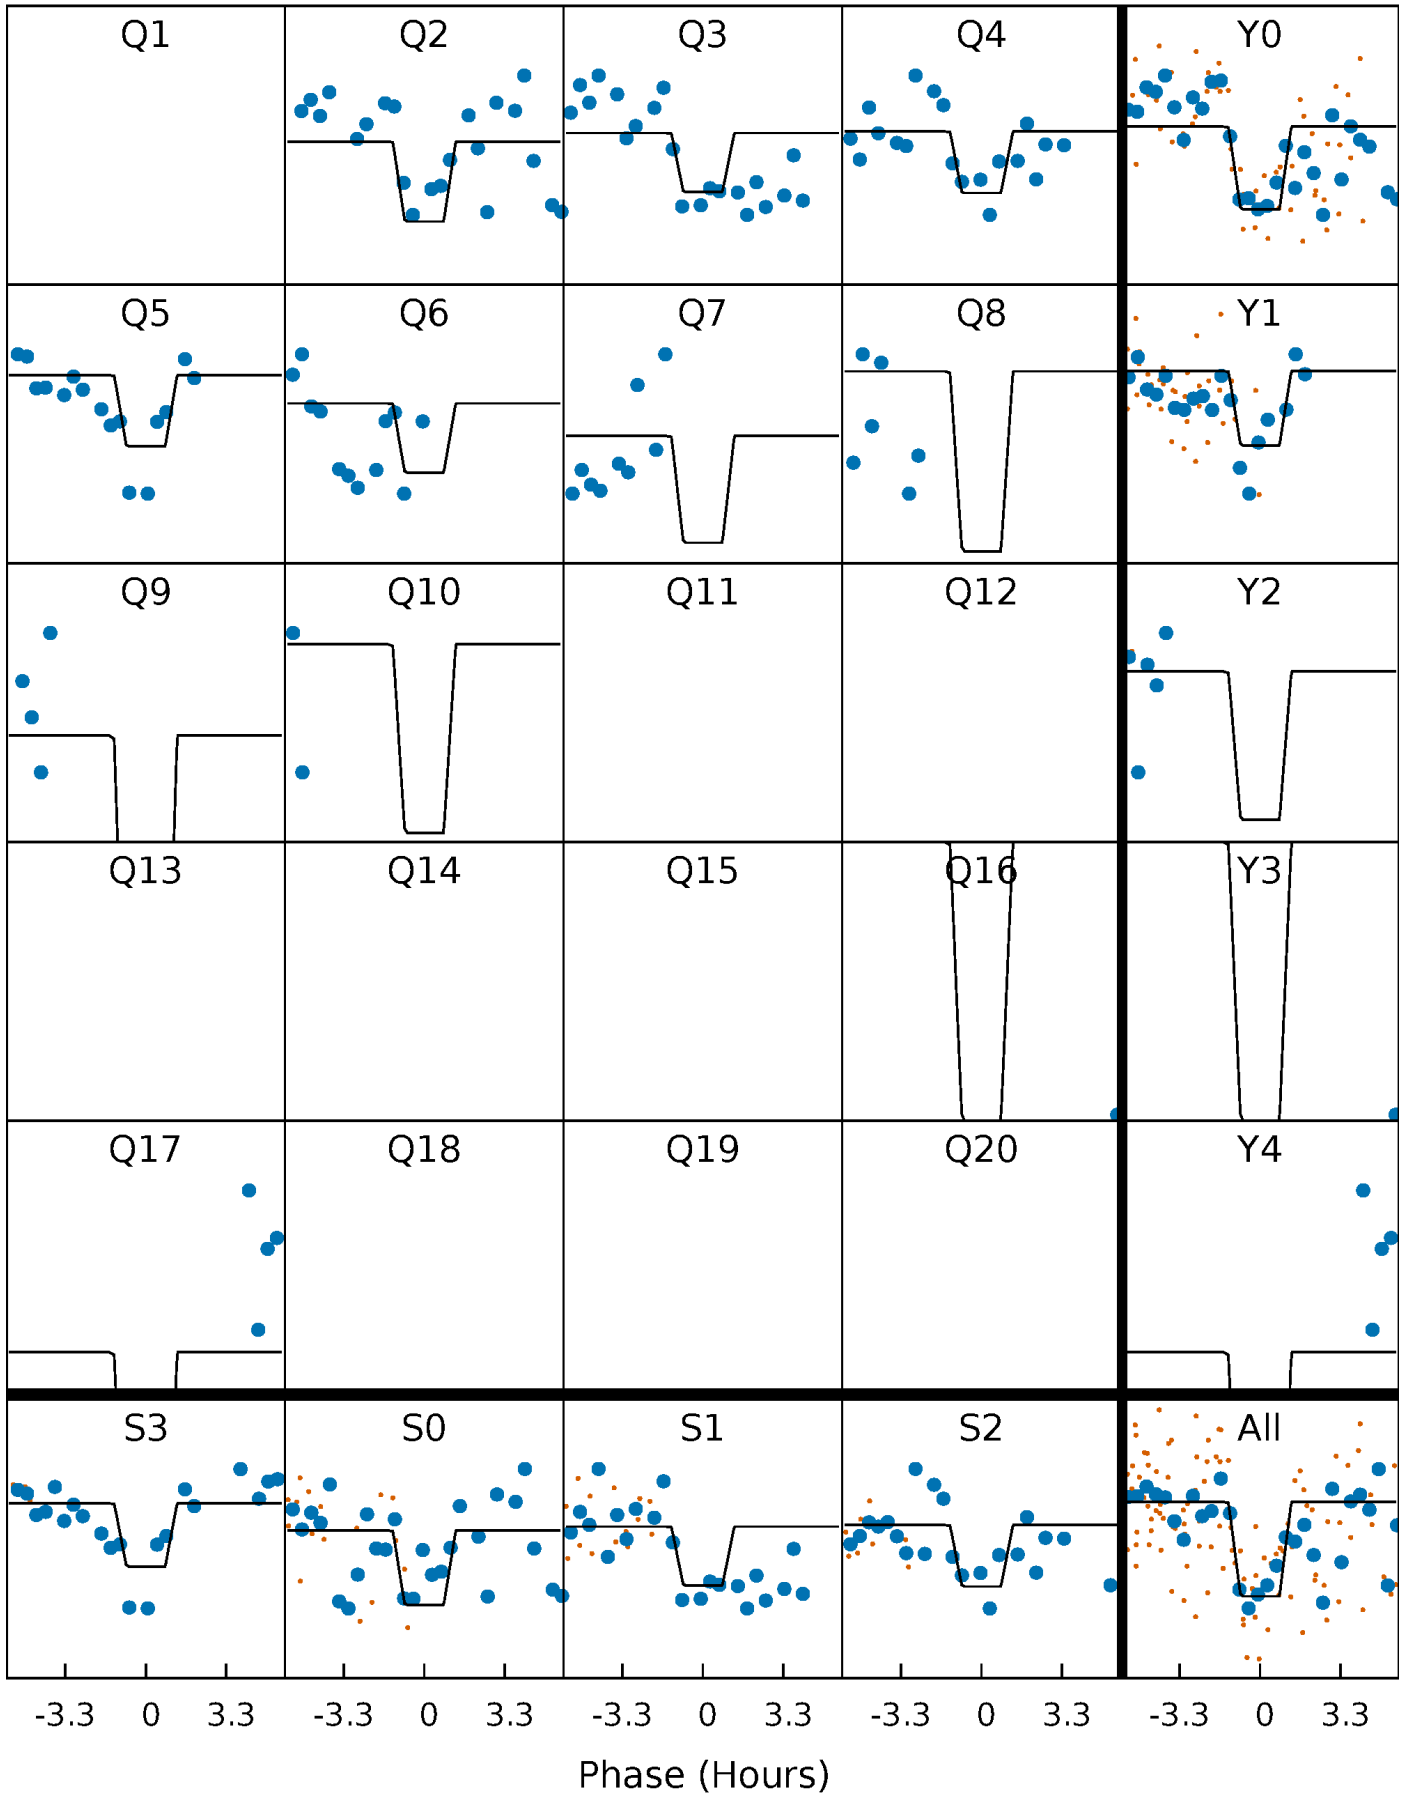 Q1 Q2 Q3 Q4 Y0
Q5 Q6 Q7 Q8 Y1
Q9 Q10 Q11 Q12 Y2
Q13 Q14 Q15 Q16 Y3
Q17 Q18 Q19 Q20 Y4
S3 S0 S1 S2 All
-3.3 0 3.3 -3.3 0 3.3 -3.3 0 3.3 -3.3 0 3.3 -3.3 0 3.3
Phase (Hours)